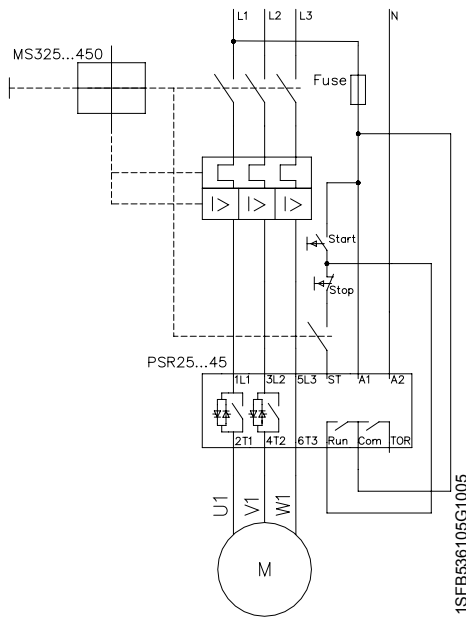 L1 L2 L3 N
MS325...450
Fuse
I> I> I>
Start
Stop
PSR25...45
1L1 3L2 5L3 ST A1 A2
2T1 4T2 6T3 Run Com TOR
U1 V1 W1
M
1SFB536105G1005